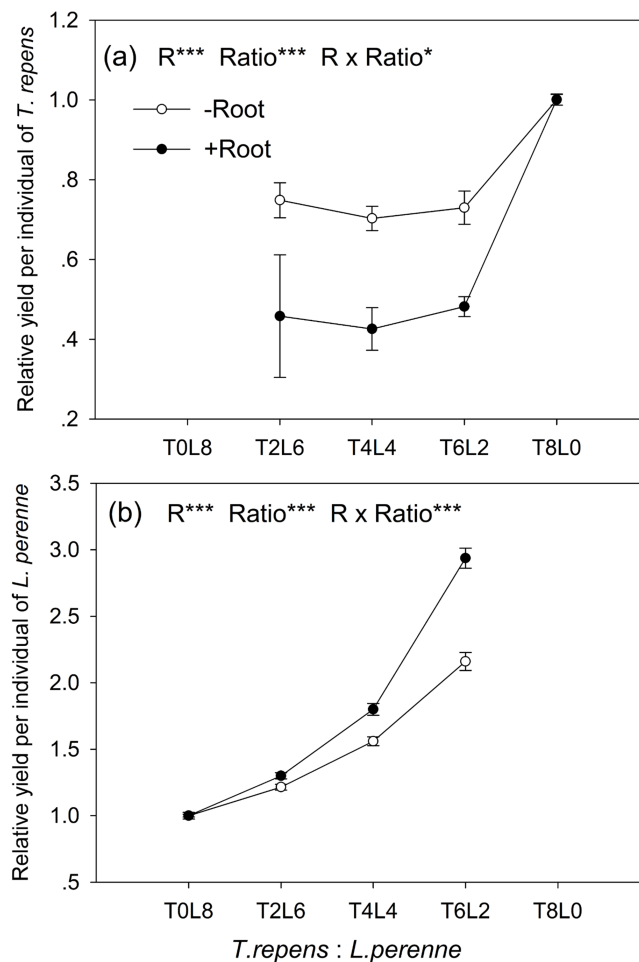 1.2
(a) R*** Ratio*** R x Ratio*
1.0
-Root
+Root
.8
.6
.4
.2
Relative yield per individual of T. repens
T0L8 T2L6 T4L4 T6L2 T8L0
3.5
(b) R*** Ratio*** R x Ratio***
3.0
2.5
2.0
1.5
1.0
.5
Relative yield per individual of L. perenne
T0L8 T2L6 T4L4 T6L2 T8L0
T.repens : L.perenne